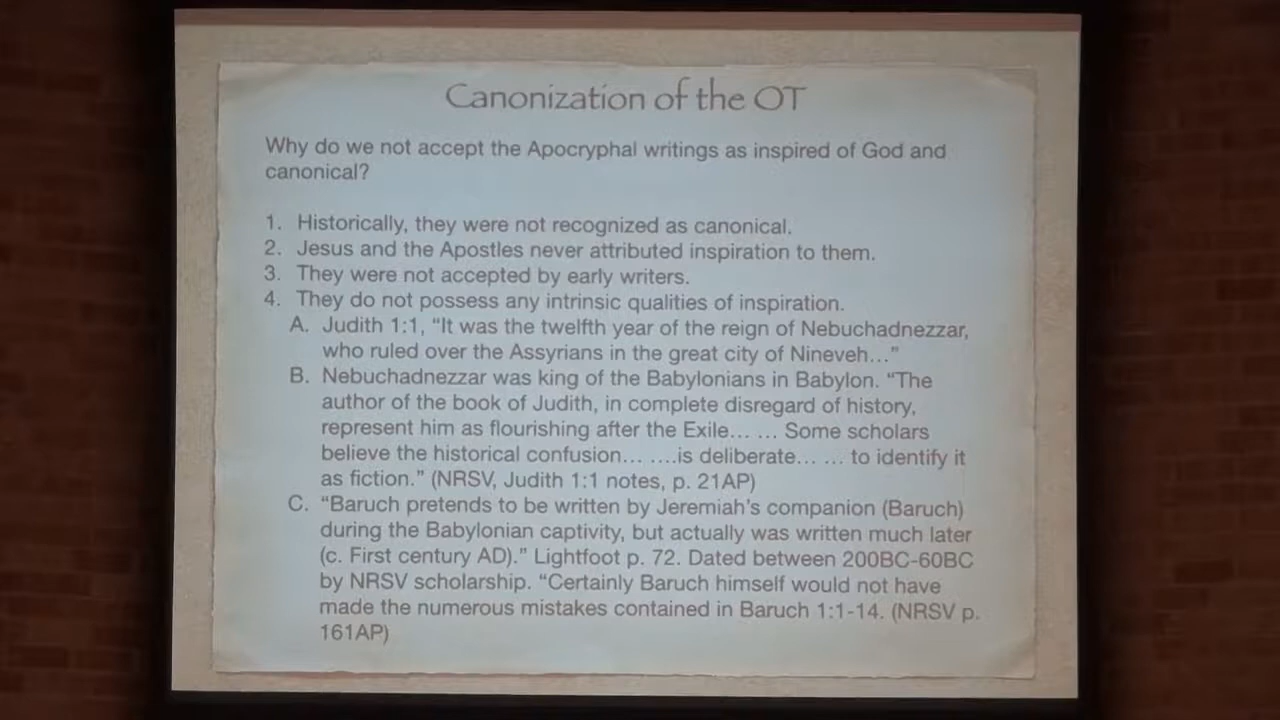 Canonization of the OT
Why do we not accept the Apocryphal writings as inspired of God and
canonical?
1. Historically, they were not recognized as canonical.
2. Jesus and the Apostles never attributed inspiration to them.
3. They were not accepted by early writers.
4. They do not possess any intrinsic qualities of inspiration.
A. Judith 1:1, “It was the twelfth year of the reign of Nebuchadnezzar,
who ruled over the Assyrians in the great city of Nineveh…”
B. Nebuchadnezzar was king of the Babylonians in Babylon. “The
author of the book of Judith, in complete disregard of history,
represent him as flourishing after the Exile… … Some scholars
believe the historical confusion… ….is deliberate… … to identify it
as fiction.” (NRSV, Judith 1:1 notes, p. 21AP)
C. “Baruch pretends to be written by Jeremiah’s companion (Baruch)
during the Babylonian captivity, but actually was written much later
(c. First century AD).” Lightfoot p. 72. Dated between 200BC-60BC
by NRSV scholarship. “Certainly Baruch himself would not have
made the numerous mistakes contained in Baruch 1:1-14. (NRSV p.
161AP)